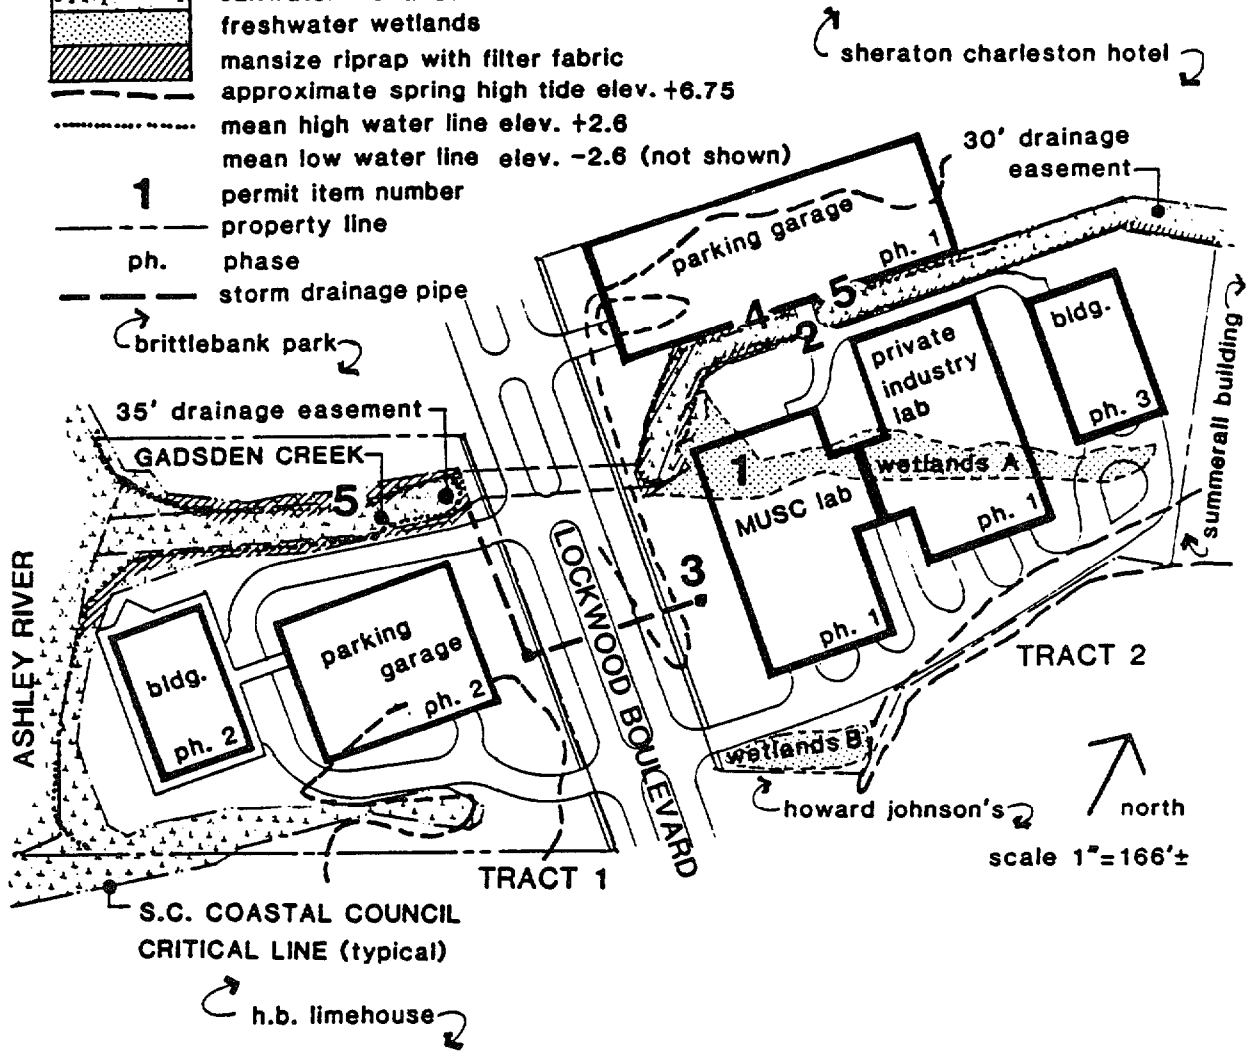 freshwater wetlands
mansize riprap with filter fabric
approximate spring high tide elev. +6.75
mean high water line elev. +2.6
mean low water line elev. -2.6 (not shown)
1 permit item number
property line
ph. phase
storm drainage pipe
sheraton charleston hotel
30' drainage
easement
brittlebank park
35' drainage easement
GADSDEN CREEK
5
parking garage
ph. 1
4
5
2
private
industry
lab
ph. 1
bldg.
ph. 3
summerall building
1
wetlands A
MUSC lab
ph. 1
3
LOCKWOOD BOULEVARD
ASHLEY RIVER
bldg.
ph. 2
parking
garage
ph. 2
TRACT 2
wetlands B
howard johnson's
north
scale 1"=166'±
TRACT 1
S.C. COASTAL COUNCIL
CRITICAL LINE (typical)
h.b. limehouse